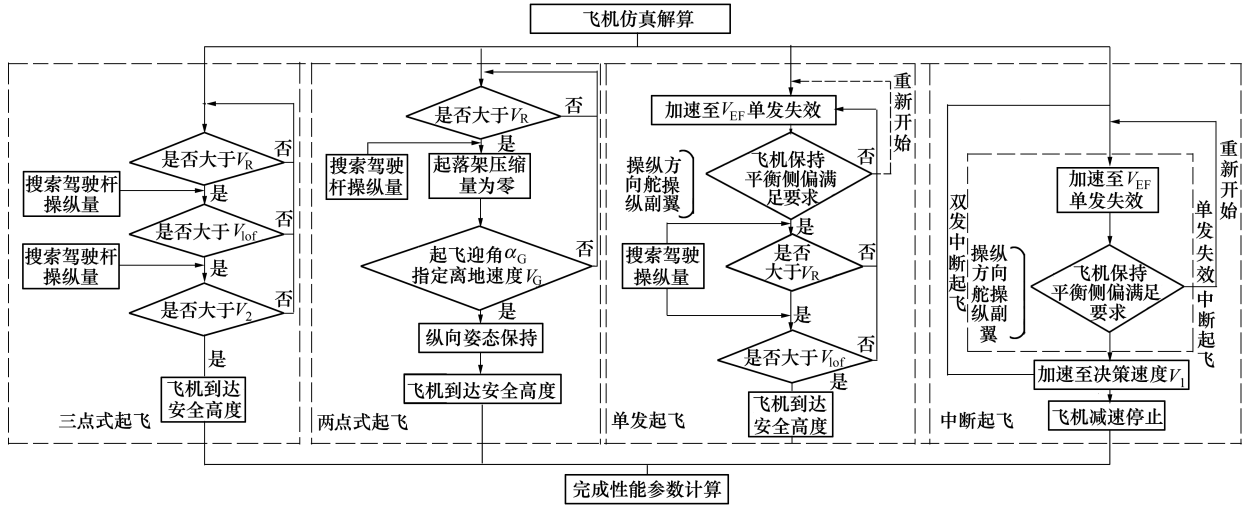 飞机仿真解算
是否大于VR
否
是
搜索驾驶杆
操纵量
是否大于Vlof
否
是
搜索驾驶杆
操纵量
是否大于V2
否
是
飞机到达
安全高度
三点式起飞
是否大于VR
否
是
搜索驾驶
杆操纵量
起落架压缩
量为零
起飞迎角αG
指定离地速度VG
否
是
纵向姿态保持
飞机到达安全高度
两点式起飞
重新开始
加速至VEF单发失效
操纵方
向舵操
纵副翼
飞机保持
平衡侧偏满
足要求
否
是
搜索驾驶杆
操纵量
是否
大于VR
否
是
是否大于Vlof
否
是
飞机到达
安全高度
单发起飞
重新开始
双发中断起飞
加速至VEF
单发失效
单发失效中断起飞
操纵
方向
舵操
纵副
翼
飞机保持
平衡侧偏满足
要求
加速至决策速度V1
飞机减速停止
中断起飞
完成性能参数计算